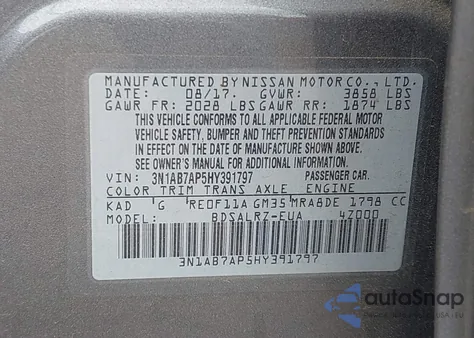 MANUFACTURED BY NISSAN MOTOR CO., LTD.
DATE: 08/17. GVWR: 3858 LBS
GAWR FR: 2028 LBS GAWR RR: 1874 LBS
THIS VEHICLE CONFORMS TO ALL APPLICABLE FEDERAL MOTOR
VEHICLE SAFETY, BUMPER AND THEFT PREVENTION STANDARDS
IN EFFECT ON THE DATE OF MANUFACTURE SHOWN ABOVE.
SEE OWNER'S MANUAL FOR ADDITIONAL INFORMATION.
VIN: 3N1AB7AP5HY391797 PASSENGER CAR.
COLOR TRIM TRANS AXLE ENGINE
KAD G RE0F11A GM35 MRA8DE 1798 CC
MODEL: BDSALRZ-EUA 4Z000
3N1AB7AP5HY391797
autoSnap